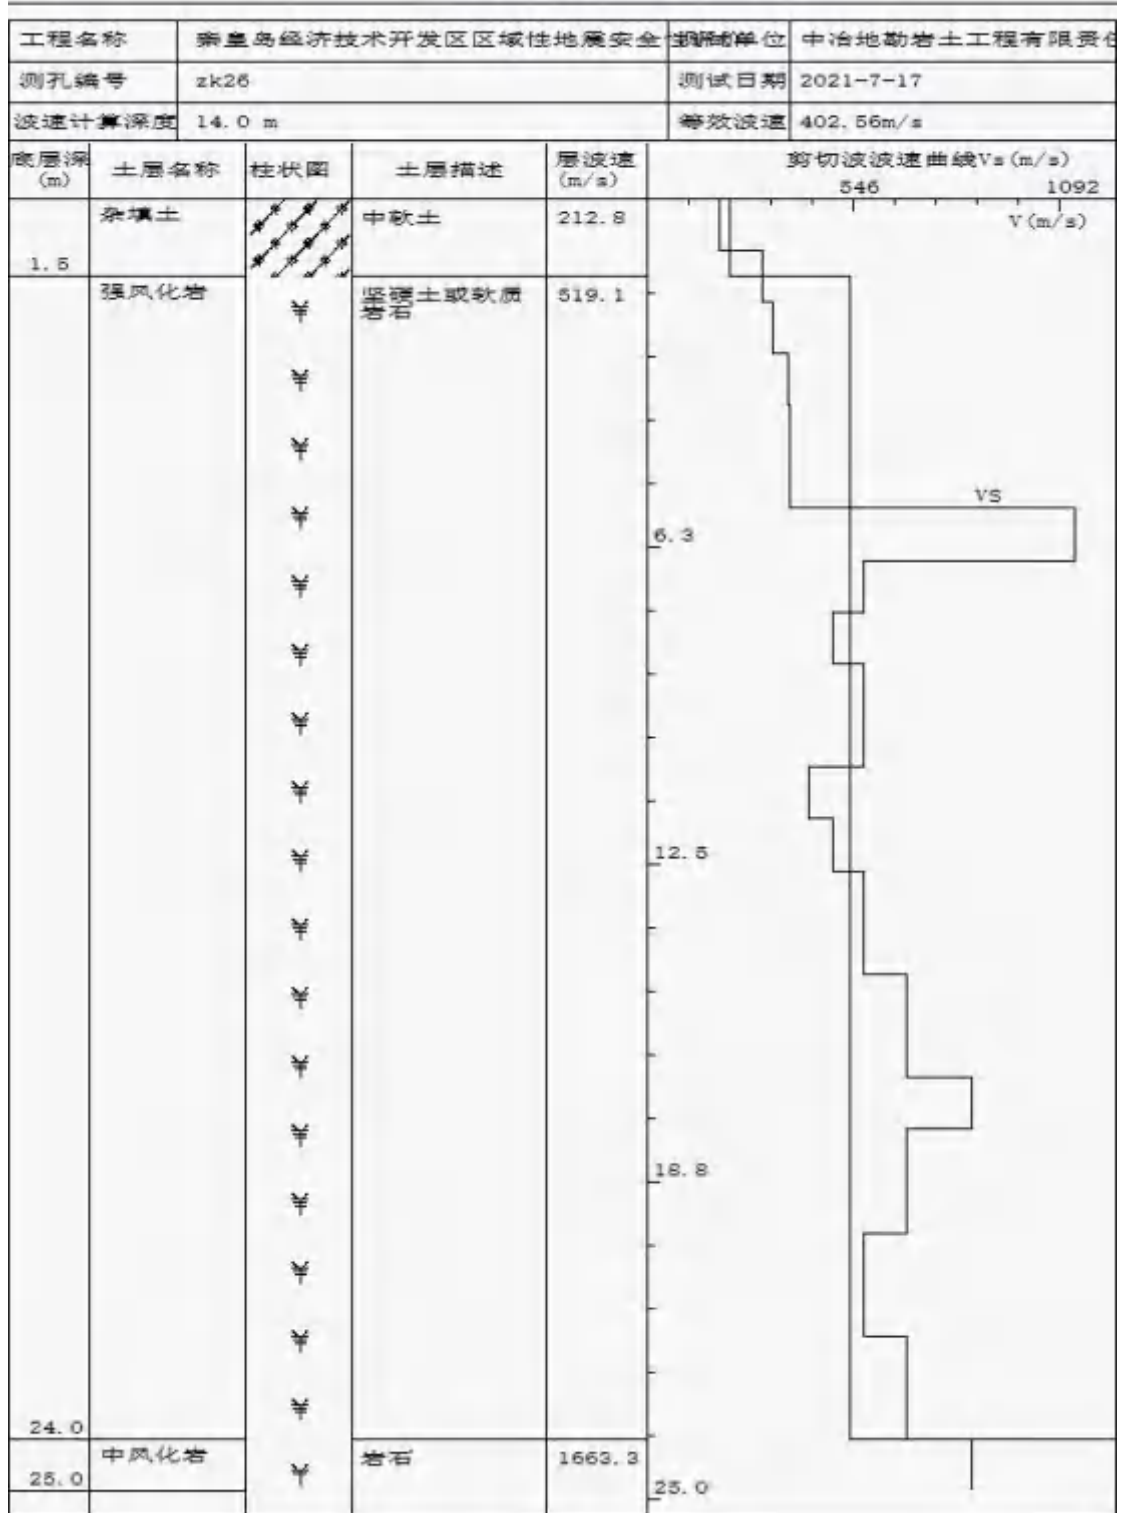 工程名称 秦皇岛经济技术开发区区域性地震安全性 测试单位 中冶地勘岩土工程有限责任
测孔编号 zk26 测试日期 2021-7-17
波速计算深度 14.0 m 等效波速 402.56m/s
底层深(m) 土层名称 柱状图 土层描述 层波速(m/s) 剪切波波速曲线Vs(m/s)
546 1092
V(m/s)
杂填土 中软土 212.8
1.5
强风化岩 坚硬土或软质岩石 519.1
VS
6.3
12.5
18.8
24.0
中风化岩 岩石 1663.3
25.0
25.0